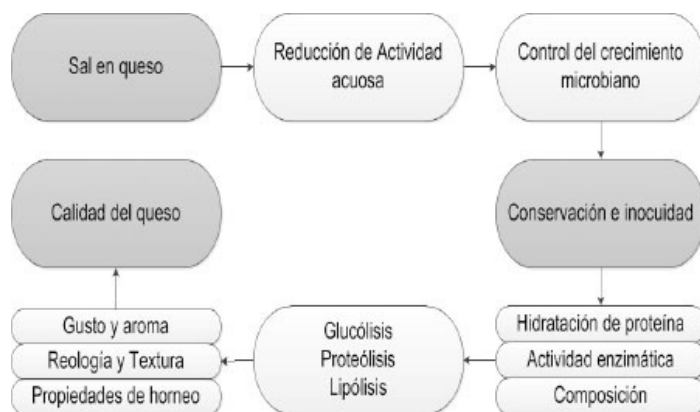 Sal en queso
Reducción de Actividad
acuosa
Control del crecimiento
microbiano
Conservación e inocuidad
Hidratación de proteína
Actividad enzimática
Composición
Glucólisis
Proteólisis
Lipólisis
Gusto y aroma
Reología y Textura
Propiedades de horneo
Calidad del queso